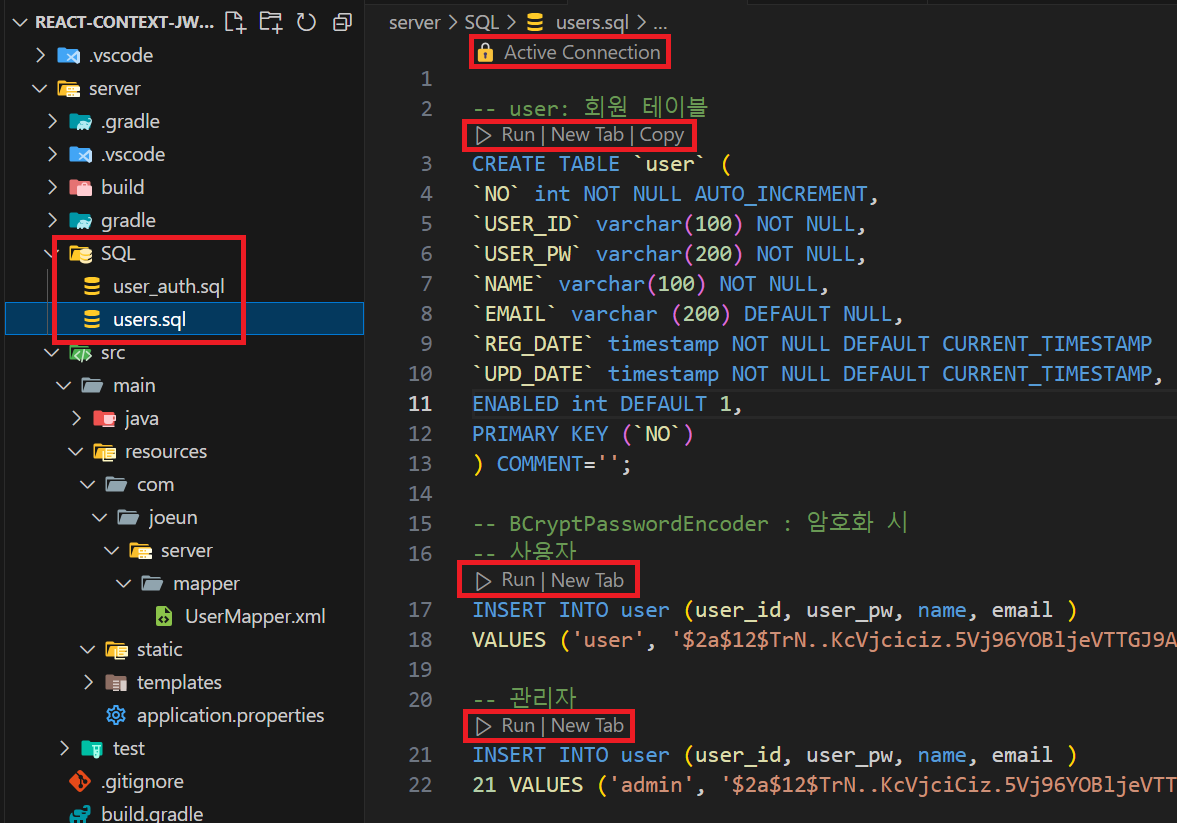 REACT-CONTEXT-JW...
.vscode
server
.gradle
.vscode
build
gradle
SQL
user_auth.sql
users.sql
src
main
java
resources
com
joeun
server
mapper
UserMapper.xml
static
templates
application.properties
test
.gitignore
build.gradle
server > SQL > users.sql > ...
Active Connection
1
2 -- user: 회원 테이블
Run | New Tab | Copy
3 CREATE TABLE `user` (
4 `NO` int NOT NULL AUTO_INCREMENT,
5 `USER_ID` varchar(100) NOT NULL,
6 `USER_PW` varchar(200) NOT NULL,
7 `NAME` varchar(100) NOT NULL,
8 `EMAIL` varchar (200) DEFAULT NULL,
9 `REG_DATE` timestamp NOT NULL DEFAULT CURRENT_TIMESTAMP
10 `UPD_DATE` timestamp NOT NULL DEFAULT CURRENT_TIMESTAMP,
11 ENABLED int DEFAULT 1,
12 PRIMARY KEY (`NO`)
13 ) COMMENT='';
14
15 -- BCryptPasswordEncoder : 암호화 시
16 -- 사용자
Run | New Tab
17 INSERT INTO user (user_id, user_pw, name, email )
18 VALUES ('user', '$2a$12$TrN..KcVjciciz.5Vj96YOBljeVTTGJ9A
19
20 -- 관리자
Run | New Tab
21 INSERT INTO user (user_id, user_pw, name, email )
22 21 VALUES ('admin', '$2a$12$TrN..KcVjciCiz.5Vj96YOBljeVTT